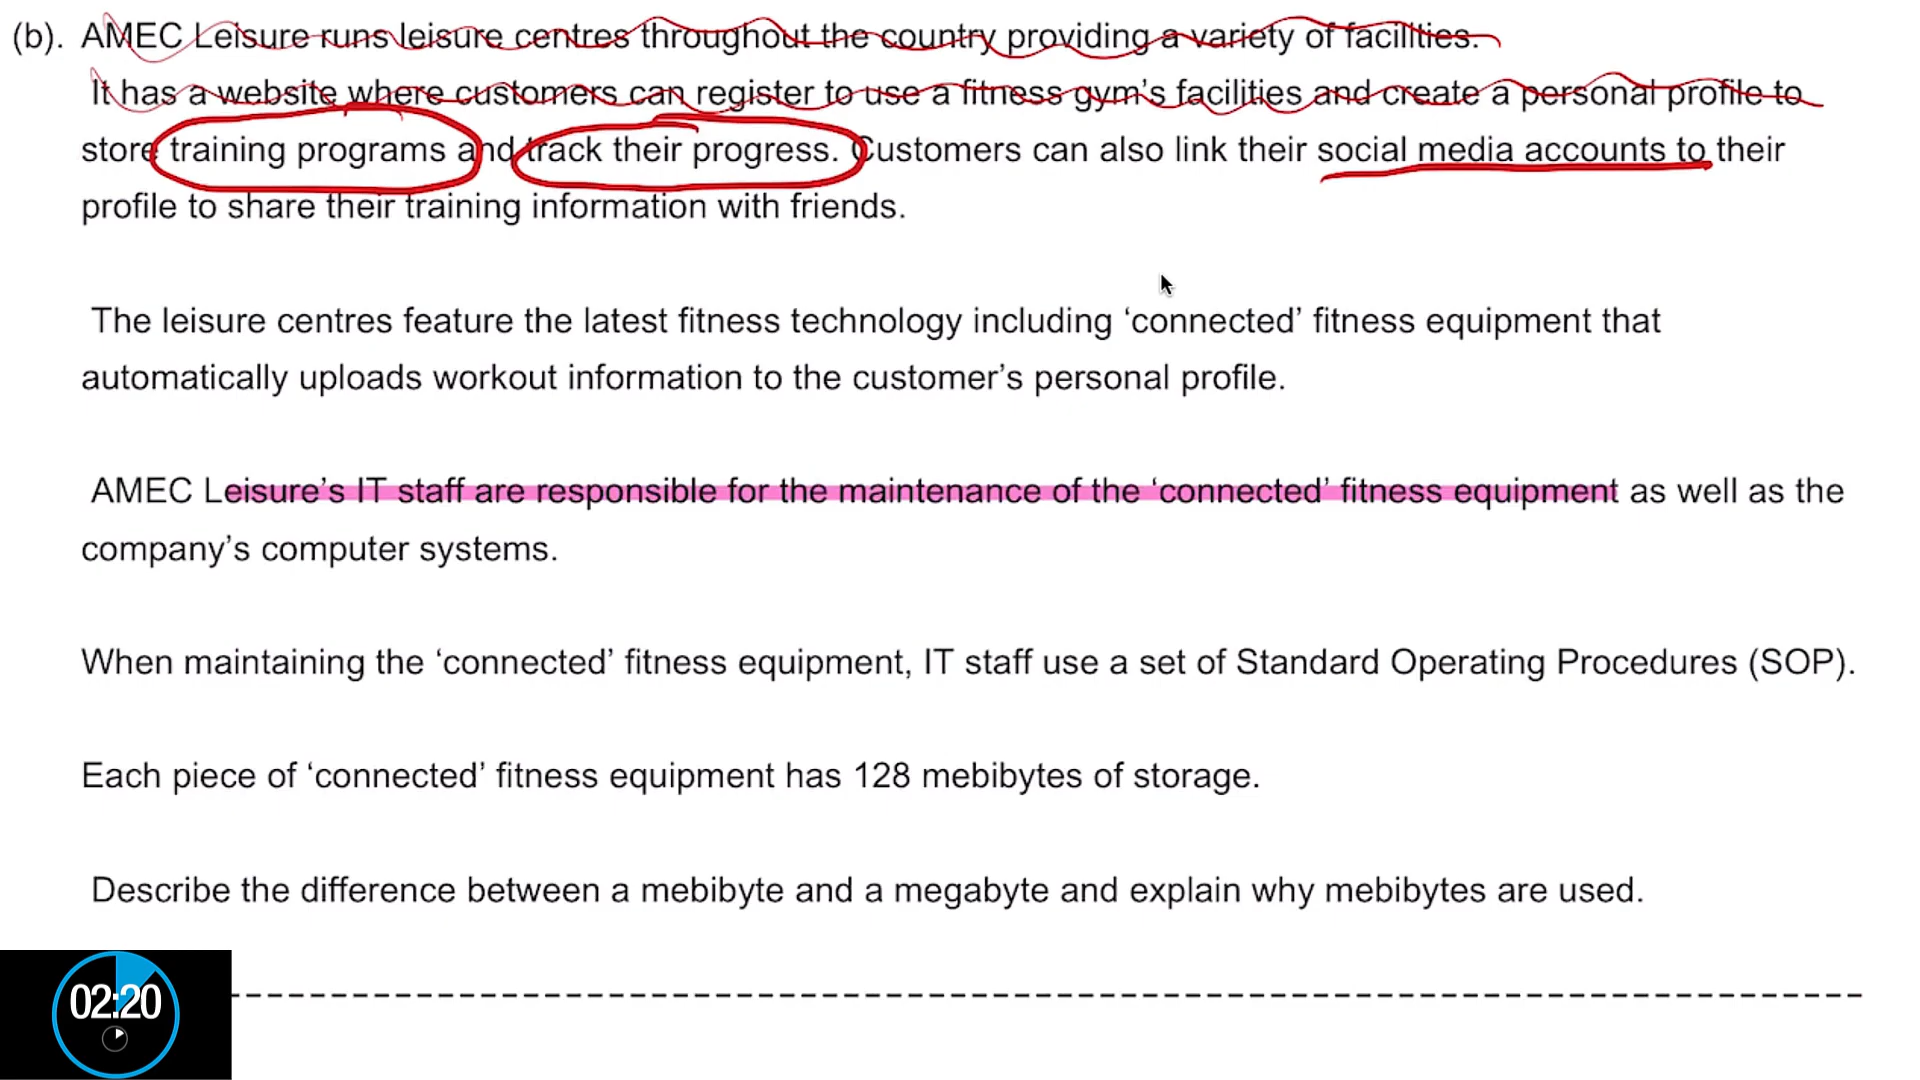 (b). AMEC Leisure runs leisure centres throughout the country providing a variety of facilities.
It has a website where customers can register to use a fitness gym’s facilities and create a personal profile to
store training programs and track their progress. Customers can also link their social media accounts to their
profile to share their training information with friends.
The leisure centres feature the latest fitness technology including ‘connected’ fitness equipment that
automatically uploads workout information to the customer’s personal profile.
AMEC Leisure’s IT staff are responsible for the maintenance of the ‘connected’ fitness equipment as well as the
company’s computer systems.
When maintaining the ‘connected’ fitness equipment, IT staff use a set of Standard Operating Procedures (SOP).
Each piece of ‘connected’ fitness equipment has 128 mebibytes of storage.
Describe the difference between a mebibyte and a megabyte and explain why mebibytes are used.
02:20